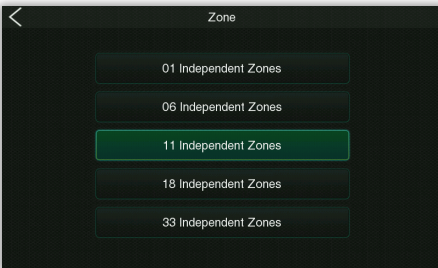 Zone
01 Independent Zones
06 Independent Zones
11 Independent Zones
18 Independent Zones
33 Independent Zones